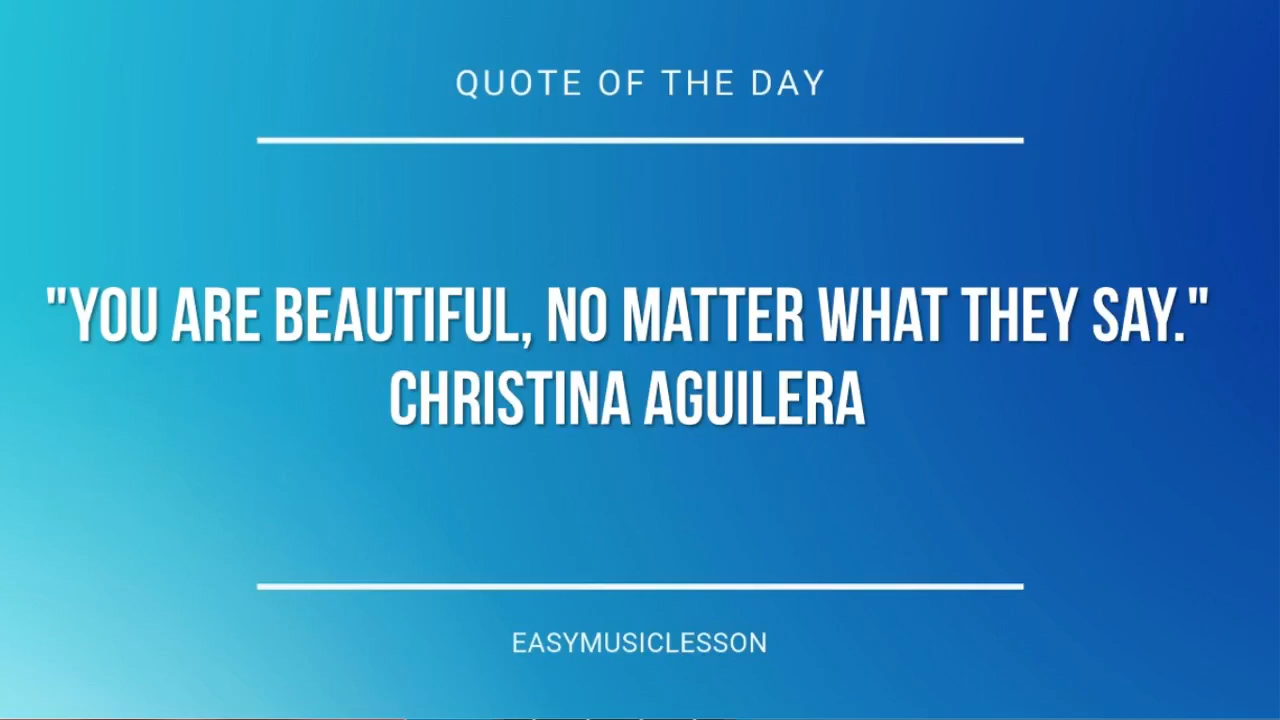 QUOTE OF THE DAY
"YOU ARE BEAUTIFUL, NO MATTER WHAT THEY SAY."
CHRISTINA AGUILERA
EASYMUSICLESSON